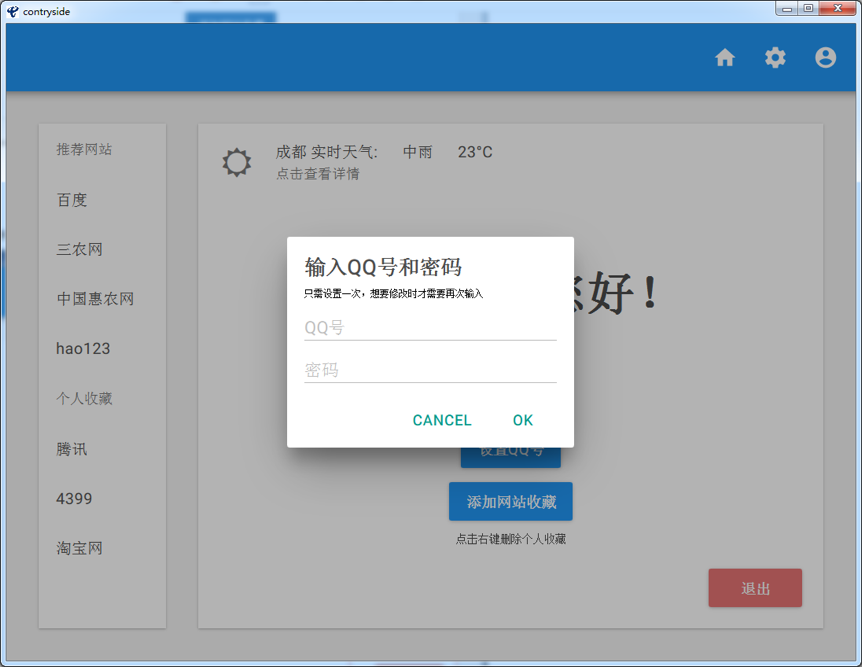 contryside
推荐网站
百度
三农网
中国惠农网
hao123
个人收藏
腾讯
4399
淘宝网
成都 实时天气: 中雨 23°C
点击查看详情
好！
输入QQ号和密码
只需设置一次，想要修改时才需要再次输入
QQ号
密码
CANCEL OK
设置QQ号
添加网站收藏
点击右键删除个人收藏
退出